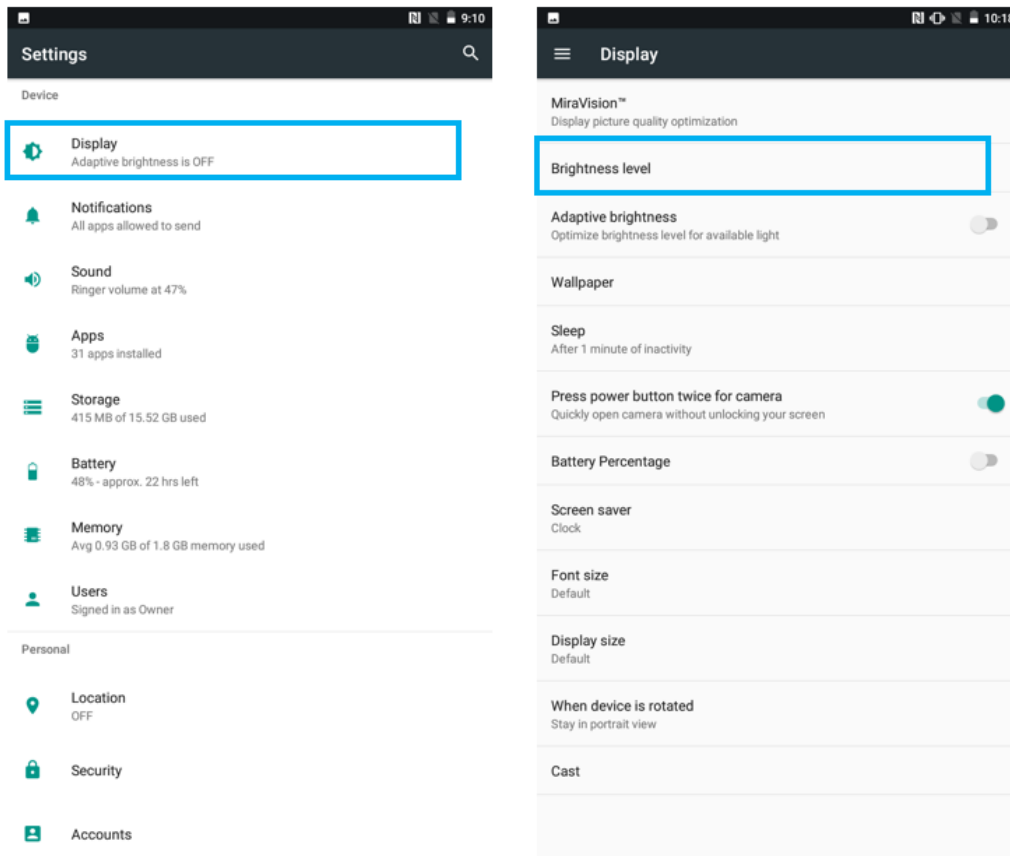 9:10
Settings
Device
Display
Adaptive brightness is OFF
Notifications
All apps allowed to send
Sound
Ringer volume at 47%
Apps
31 apps installed
Storage
415 MB of 15.52 GB used
Battery
48% - approx. 22 hrs left
Memory
Avg 0.93 GB of 1.8 GB memory used
Users
Signed in as Owner
Personal
Location
OFF
Security
Accounts
10:18
Display
MiraVision™
Display picture quality optimization
Brightness level
Adaptive brightness
Optimize brightness level for available light
Wallpaper
Sleep
After 1 minute of inactivity
Press power button twice for camera
Quickly open camera without unlocking your screen
Battery Percentage
Screen saver
Clock
Font size
Default
Display size
Default
When device is rotated
Stay in portrait view
Cast